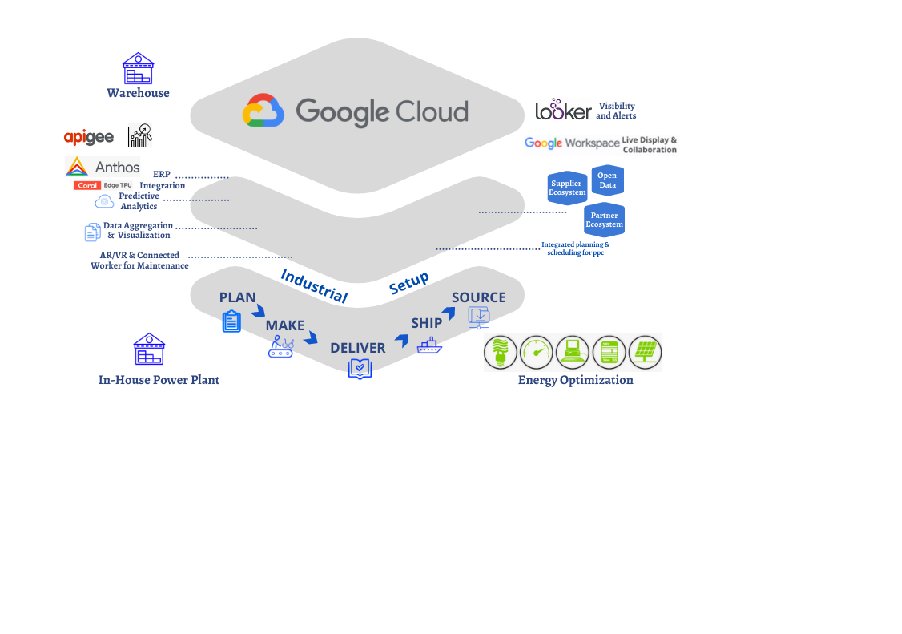 Warehouse
Google Cloud
looker
Visibility
and Alerts
apigee
Google Workspace
Live Display &
Collaboration
Anthos
ERP
Coral
Edge TPU
Integration
Predictive
Analytics
Supplier
Ecosystem
Open
Data
Partner
Ecosystem
Data Aggregation
& Visualization
Integrated planning &
scheduling for ppc
AR/VR & Connected
Worker for Maintenance
Industrial
Setup
PLAN
SOURCE
MAKE
SHIP
DELIVER
In-House Power Plant
Energy Optimization